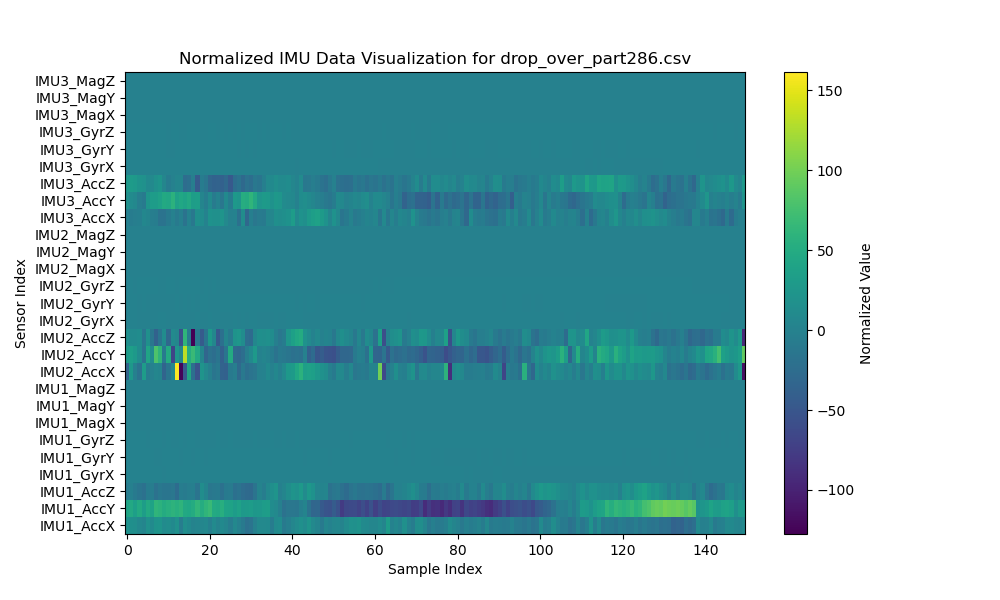 Normalized IMU Data Visualization for drop_over_part286.csv
IMU3_MagZ
IMU3_MagY
IMU3_MagX
IMU3_GyrZ
IMU3_GyrY
IMU3_GyrX
IMU3_AccZ
IMU3_AccY
IMU3_AccX
IMU2_MagZ
IMU2_MagY
IMU2_MagX
IMU2_GyrZ
IMU2_GyrY
IMU2_GyrX
IMU2_AccZ
IMU2_AccY
IMU2_AccX
IMU1_MagZ
IMU1_MagY
IMU1_MagX
IMU1_GyrZ
IMU1_GyrY
IMU1_GyrX
IMU1_AccZ
IMU1_AccY
IMU1_AccX
Sensor Index
0 20 40 60 80 100 120 140
Sample Index
150
100
50
0
−50
−100
Normalized Value